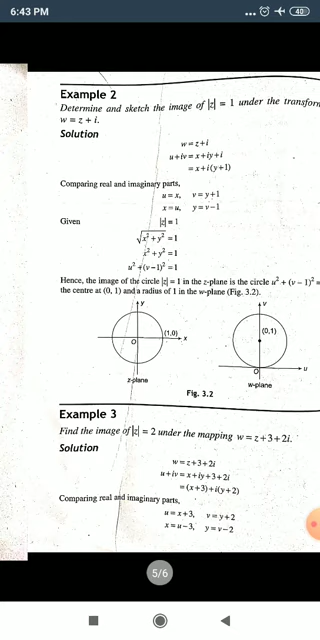 6:43 PM
... 40
Example 2
Determine and sketch the image of |z| = 1 under the transform
w = z + i.
Solution
w = z + i
u + iv = x + iy + i
= x + i(y + 1)
Comparing real and imaginary parts,
u = x, v = y + 1
x = u, y = v − 1
Given |z| = 1
√x² + y² = 1
x² + y² = 1
u² + (v − 1)² = 1
Hence, the image of the circle |z| = 1 in the z-plane is the circle u² + (v − 1)² =
the centre at (0, 1) and a radius of 1 in the w-plane (Fig. 3.2).
y v
(1,0) (0,1)
O x
O u
z-plane w-plane
Fig. 3.2
Example 3
Find the image of |z| = 2 under the mapping w = z + 3 + 2i.
Solution
w = z + 3 + 2i
u + iv = x + iy + 3 + 2i
= (x + 3) + i(y + 2)
Comparing real and imaginary parts,
u = x + 3, v = y + 2
x = u − 3, y = v − 2
5/6